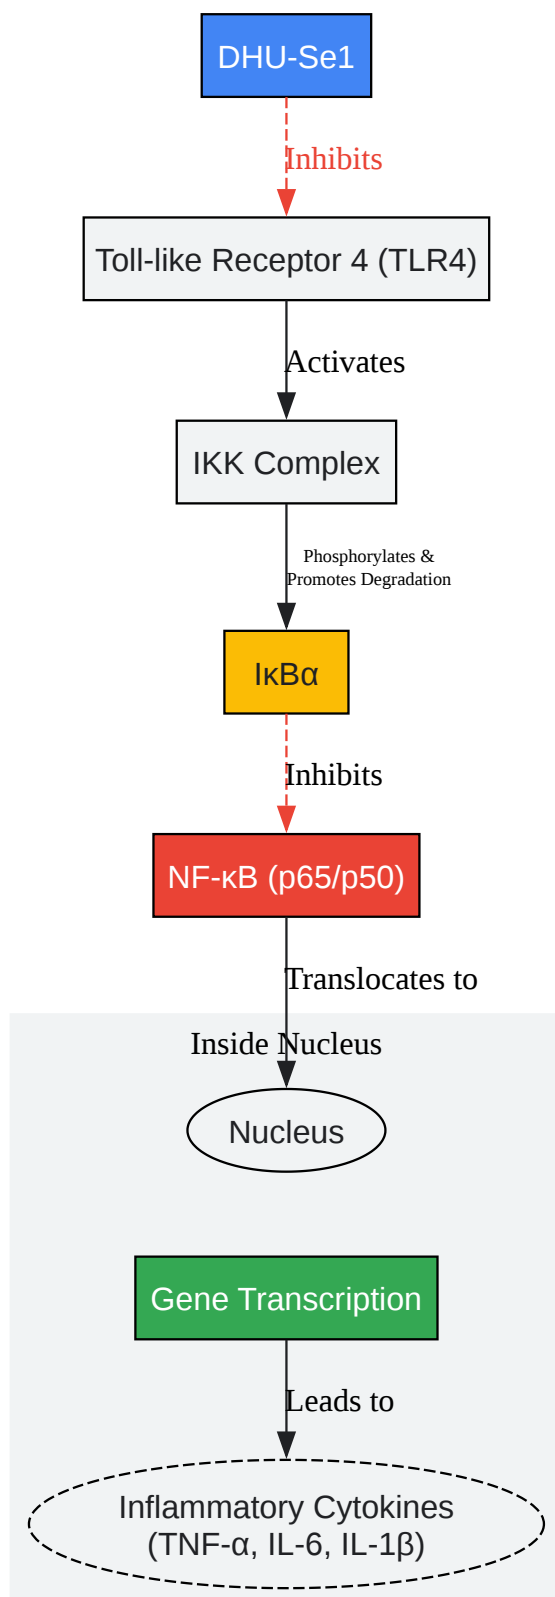 DHU-Se1
Inhibits
Toll-like Receptor 4 (TLR4)
Activates
IKK Complex
Phosphorylates &
Promotes Degradation
IκBα
Inhibits
NF-κB (p65/p50)
Translocates to
Inside Nucleus
Nucleus
Gene Transcription
Leads to
Inflammatory Cytokines
(TNF-α, IL-6, IL-1β)